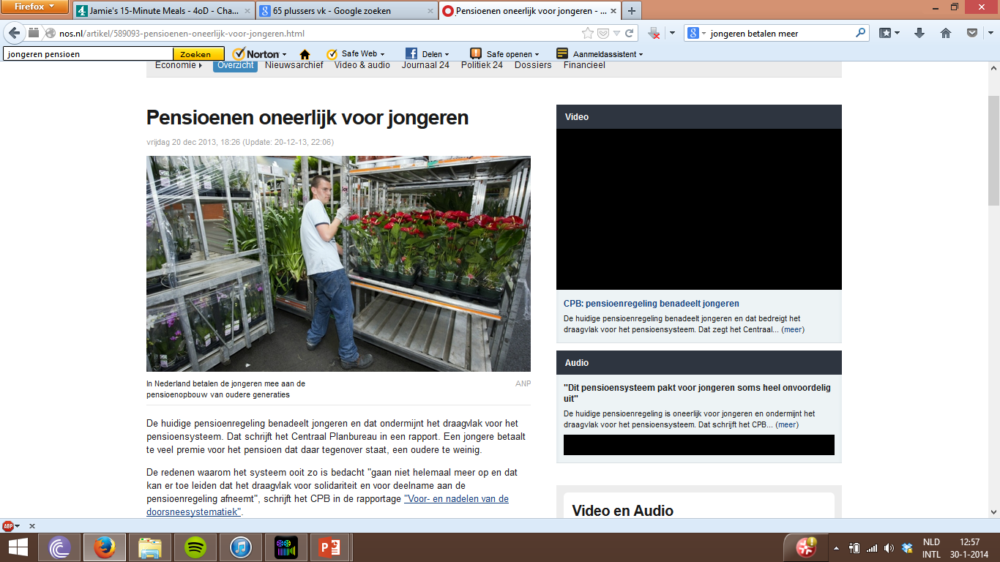 Firefox
Jamie's 15-Minute Meals - 4oD - Cha...
65 plussers vk - Google zoeken
Pensioenen oneerlijk voor jongeren - ...
nos.nl/artikel/589093-pensioenen-oneerlijk-voor-jongeren.html
jongeren betalen meer
jongeren pensioen
Zoeken
Norton
Safe Web
Delen
Safe openen
Aanmeldassistent
Economie
Overzicht
Nieuwsarchief
Video & audio
Journaal 24
Politiek 24
Dossiers
Financieel
Pensioenen oneerlijk voor jongeren
vrijdag 20 dec 2013, 18:26 (Update: 20-12-13, 22:06)
In Nederland betalen de jongeren mee aan de
pensioenopbouw van oudere generaties
ANP
De huidige pensioenregeling benadeelt jongeren en dat ondermijnt het draagvlak voor het
pensioensysteem. Dat schrijft het Centraal Planbureau in een rapport. Een jongere betaalt
te veel premie voor het pensioen dat daar tegenover staat, een oudere te weinig.
De redenen waarom het systeem ooit zo is bedacht "gaan niet helemaal meer op en dat
kan er toe leiden dat het draagvlak voor solidariteit en voor deelname aan de
pensioenregeling afneemt", schrijft het CPB in de rapportage "Voor- en nadelen van de
doorsneesystematiek".
Video
CPB: pensioenregeling benadeelt jongeren
De huidige pensioenregeling benadeelt jongeren en dat bedreigt het
draagvlak voor het pensioensysteem. Dat zegt het Centraal... (meer)
Audio
"Dit pensioensysteem pakt voor jongeren soms heel onvoordelig
uit"
De huidige pensioenregeling is oneerlijk voor jongeren en ondermijnt het
draagvlak voor het pensioensysteem. Dat schrijft het CPB... (meer)
Video en Audio
ABP
NLD
INTL
12:57
30-1-2014